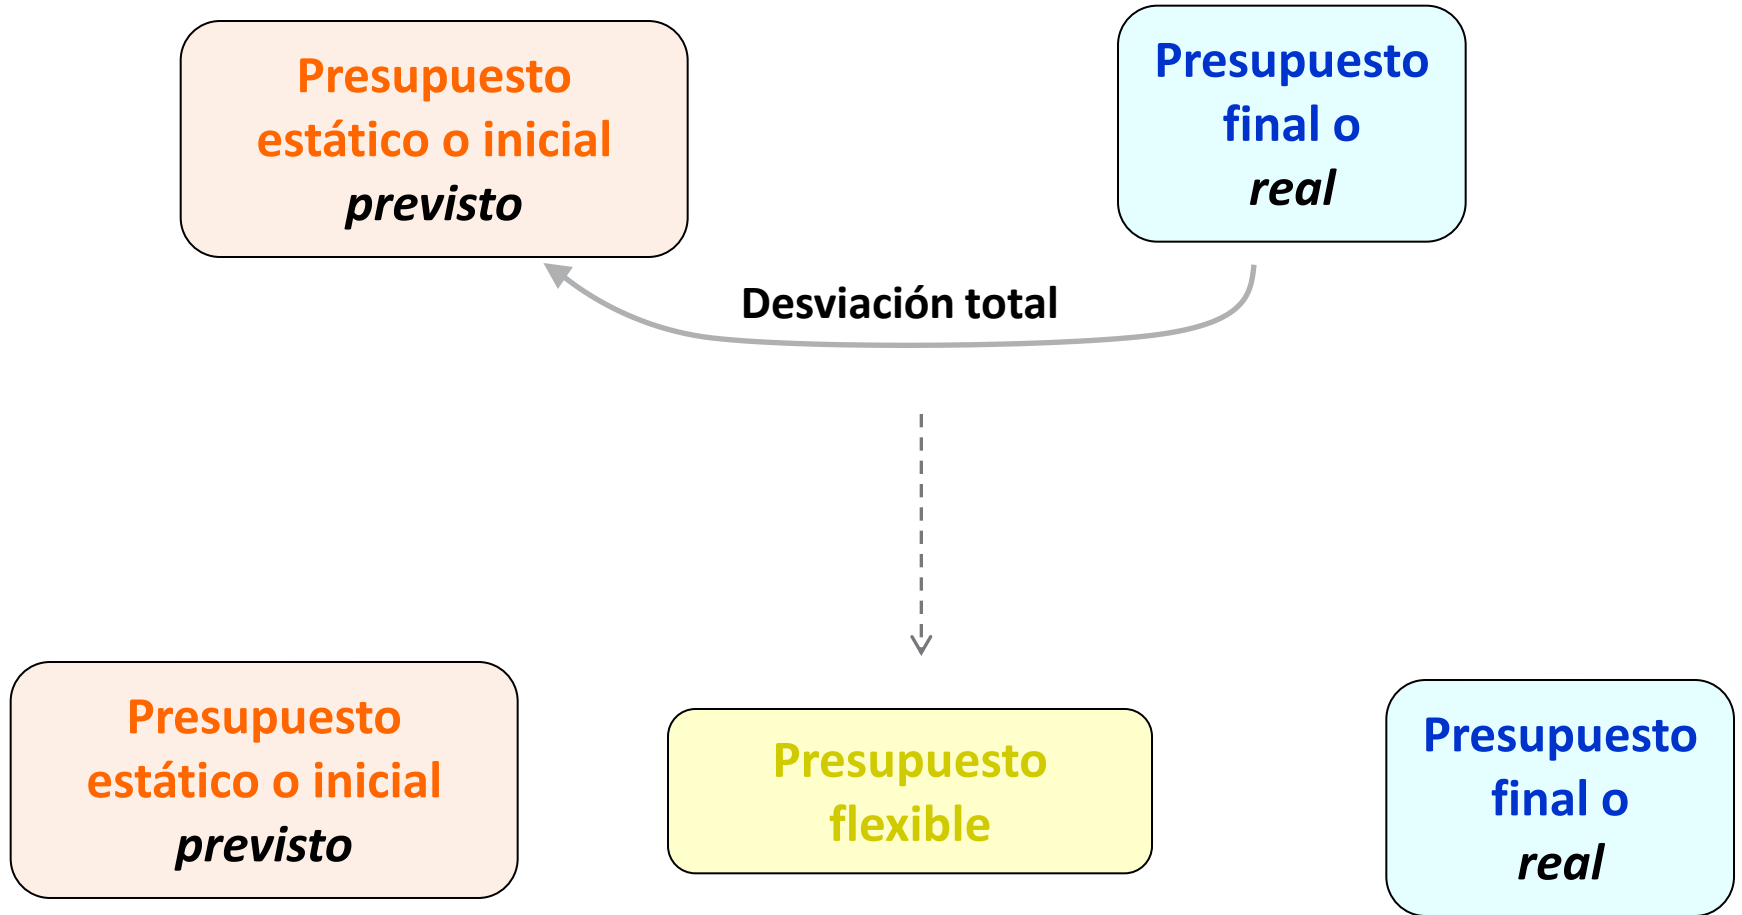 Presupuesto
estático o inicial
previsto
Presupuesto
final o
real
Desviación total
Presupuesto
estático o inicial
previsto
Presupuesto
flexible
Presupuesto
final o
real